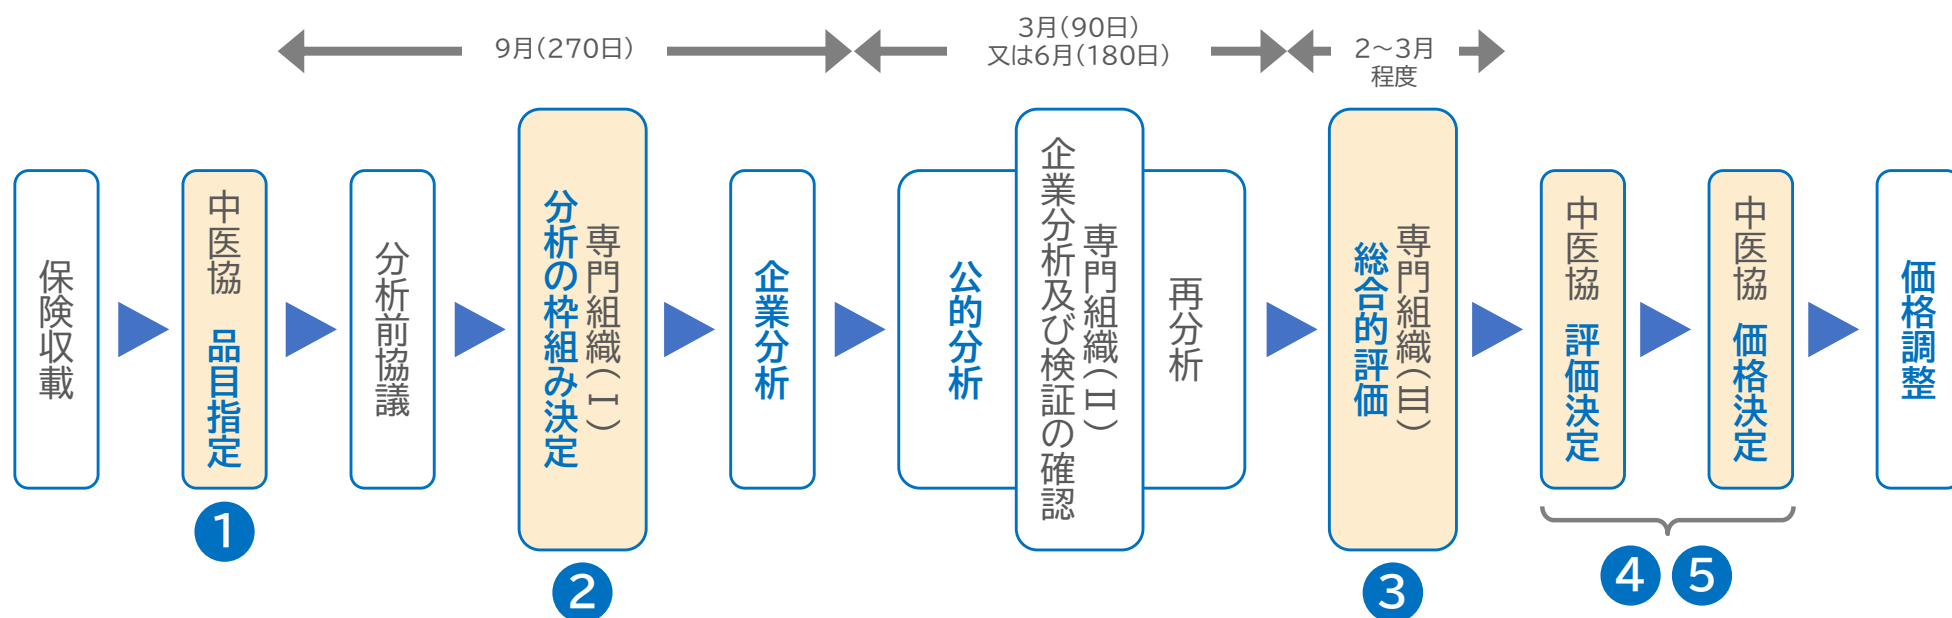 9月(270日)
3月(90日)
又は6月(180日)
2～3月
程度
保険収載
中医協 品目指定
分析前協議
専門組織(Ⅰ)
分析の枠組み決定
企業分析
公的分析
専門組織(Ⅱ)
企業分析及び検証の確認
再分析
専門組織(Ⅲ)
総合的評価
中医協 評価決定
中医協 価格決定
価格調整
1
2
3
4 5